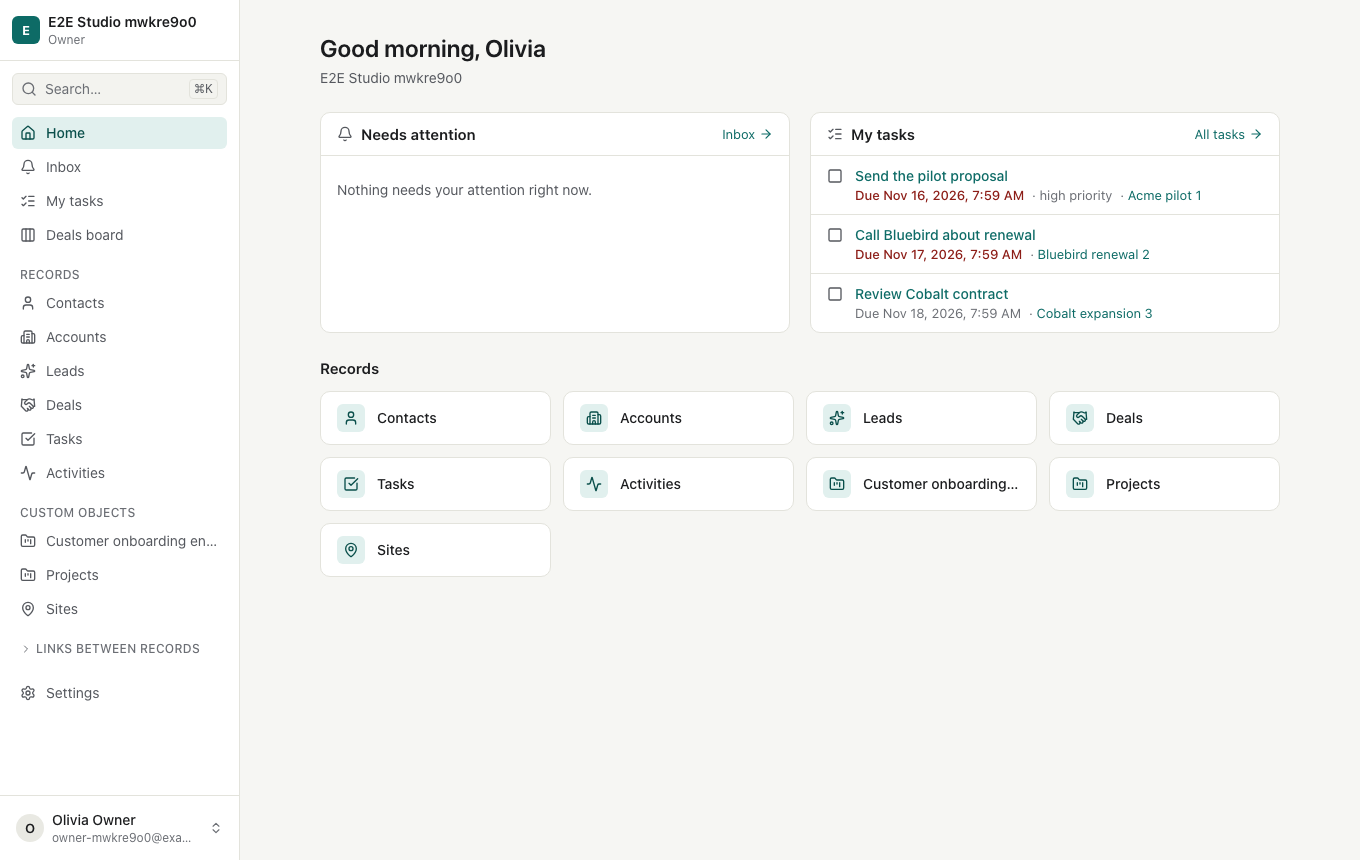 E
E2E Studio mwkre9o0
Owner
Search...
⌘K
Home
Inbox
My tasks
Deals board
RECORDS
Contacts
Accounts
Leads
Deals
Tasks
Activities
CUSTOM OBJECTS
Customer onboarding en...
Projects
Sites
LINKS BETWEEN RECORDS
Settings
O
Olivia Owner
owner-mwkre9o0@exa...
Good morning, Olivia
E2E Studio mwkre9o0
Needs attention
Inbox →
Nothing needs your attention right now.
My tasks
All tasks →
Send the pilot proposal
Due Nov 16, 2026, 7:59 AM · high priority · Acme pilot 1
Call Bluebird about renewal
Due Nov 17, 2026, 7:59 AM · Bluebird renewal 2
Review Cobalt contract
Due Nov 18, 2026, 7:59 AM · Cobalt expansion 3
Records
Contacts
Accounts
Leads
Deals
Tasks
Activities
Customer onboarding...
Projects
Sites